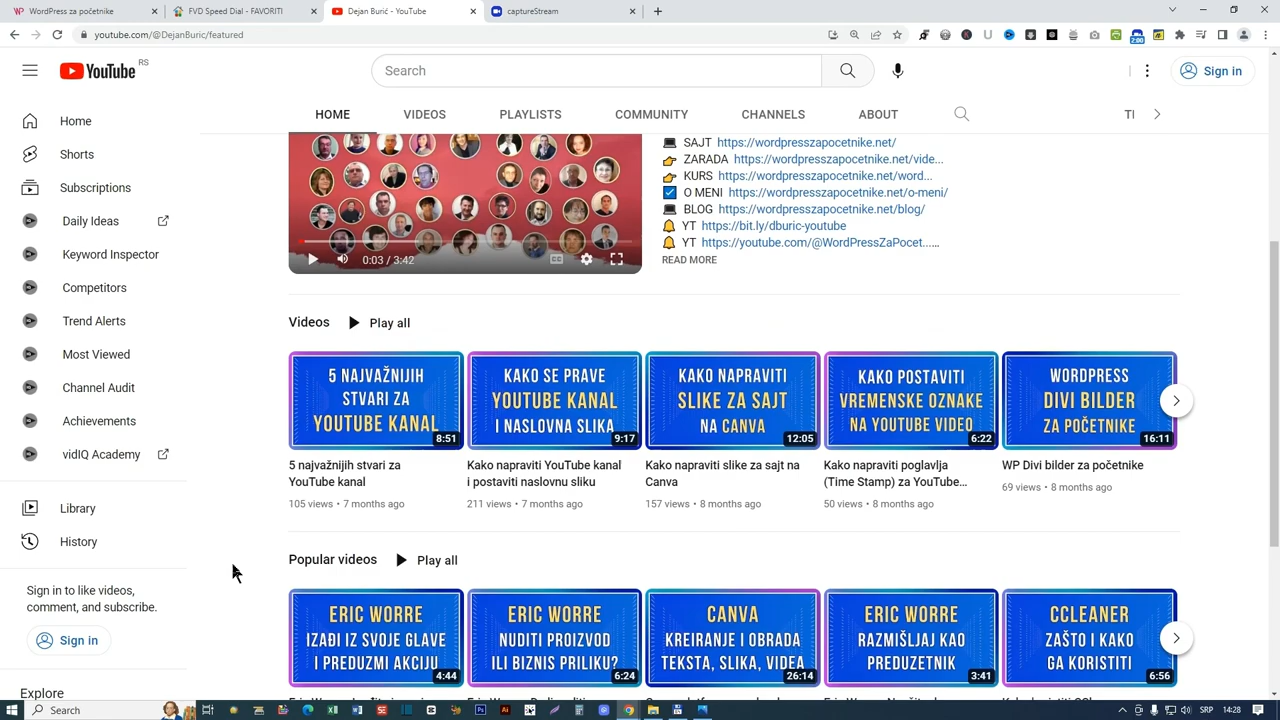 WordPress za početnike
FVD Speed Dial - FAVORITI
Dejan Burić - YouTube
captureStream
youtube.com/@DejanBuric/featured
2:00
YouTube RS
Search
Sign in
HOME
VIDEOS
PLAYLISTS
COMMUNITY
CHANNELS
ABOUT
TI
Home
Shorts
Subscriptions
Daily Ideas
Keyword Inspector
Competitors
Trend Alerts
Most Viewed
Channel Audit
Achievements
vidIQ Academy
Library
History
Sign in to like videos,
comment, and subscribe.
Sign in
Explore
0:03 / 3:42
SAJT https://wordpresszapocetnike.net/
ZARADA https://wordpresszapocetnike.net/vide...
KURS https://wordpresszapocetnike.net/word...
O MENI https://wordpresszapocetnike.net/o-meni/
BLOG https://wordpresszapocetnike.net/blog/
YT https://bit.ly/dburic-youtube
YT https://youtube.com/@WordPressZaPocet...…
READ MORE
Videos
Play all
5 NAJVAŽNIJIH
STVARI ZA
YOUTUBE KANAL
8:51
5 najvažnijih stvari za
YouTube kanal
105 views • 7 months ago
KAKO SE PRAVE
YOUTUBE KANAL
I NASLOVNA SLIKA
9:17
Kako napraviti YouTube kanal
i postaviti naslovnu sliku
211 views • 7 months ago
KAKO NAPRAVITI
SLIKE ZA SAJT
NA CANVA
12:05
Kako napraviti slike za sajt na
Canva
157 views • 8 months ago
KAKO POSTAVITI
VREMENSKE OZNAKE
NA YOUTUBE VIDEO
6:22
Kako napraviti poglavlja
(Time Stamp) za YouTube…
50 views • 8 months ago
WORDPRESS
DIVI BILDER
ZA POČETNIKE
16:11
WP Divi bilder za početnike
69 views • 8 months ago
Popular videos
Play all
ERIC WORRE
IZAĐI IZ SVOJE GLAVE
I PREDUZMI AKCIJU
4:44
ERIC WORRE
NUDITI PROIZVOD
ILI BIZNIS PRILIKU?
6:24
CANVA
KREIRANJE I OBRADA
TEKSTA, SLIKA, VIDEA
26:14
ERIC WORRE
RAZMIŠLJAJ KAO
PREDUZETNIK
3:41
CCLEANER
ZAŠTO I KAKO
GA KORISTITI
6:56
Search
SRP
14:28